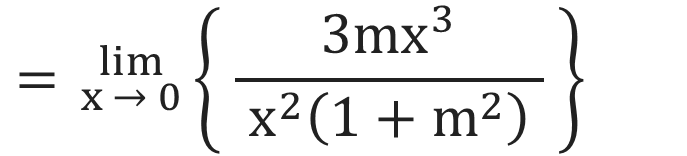 = lim x → 0 { 3mx³ / x²(1 + m²) }